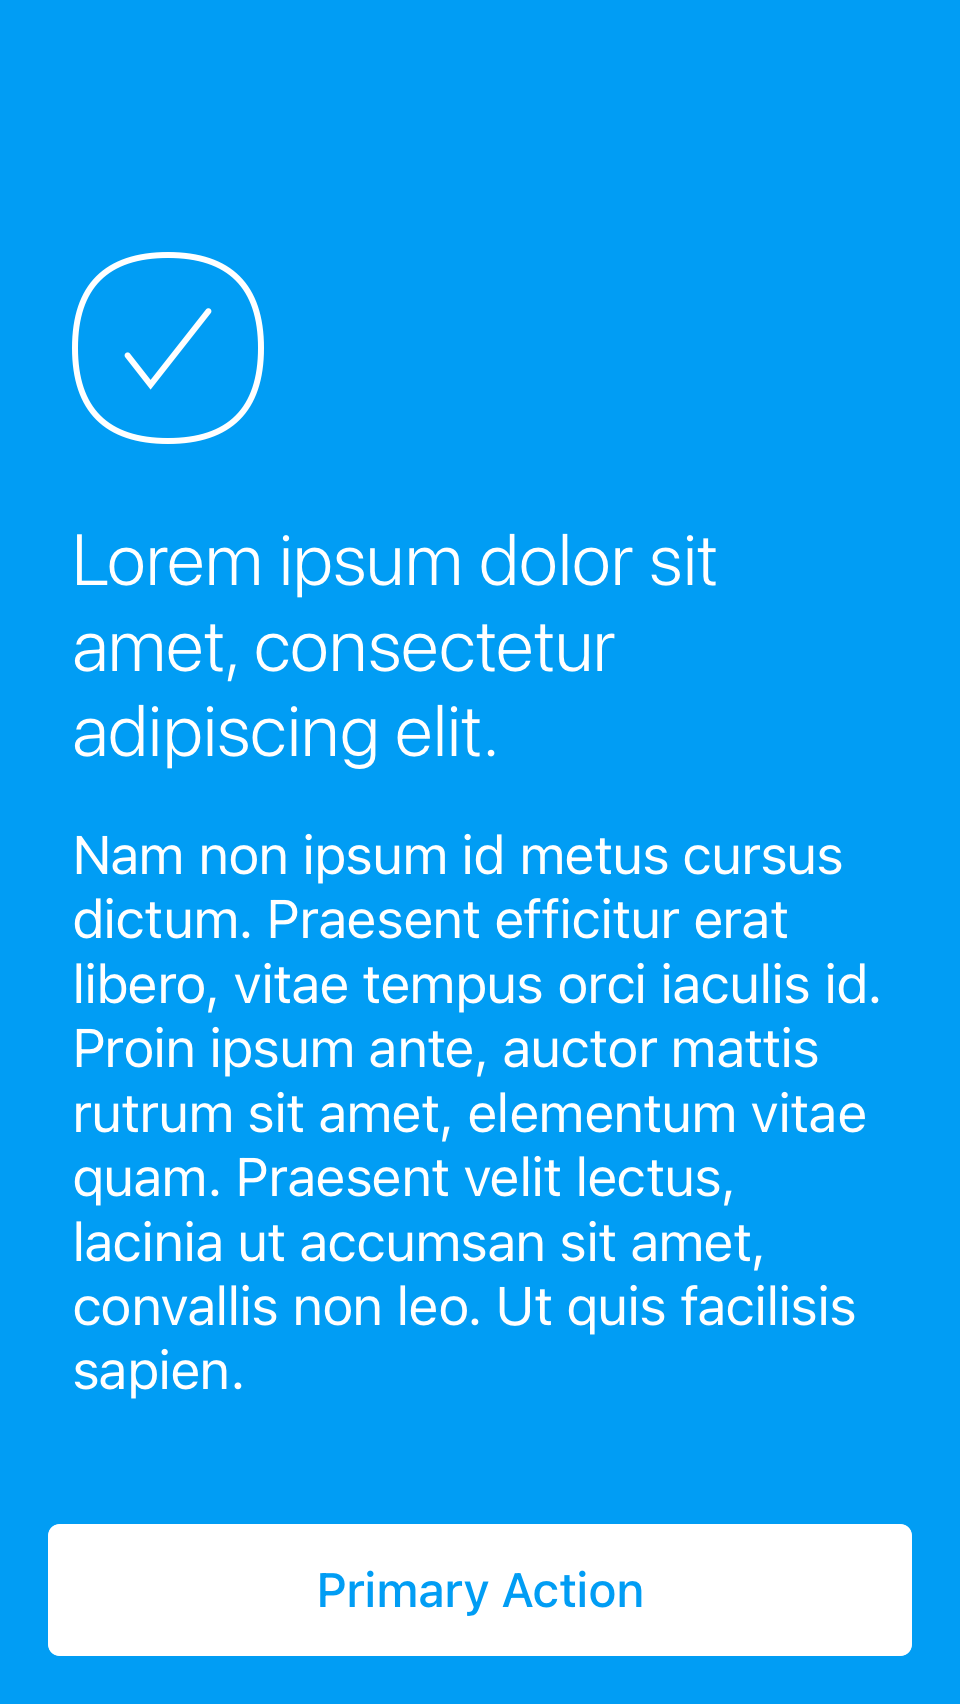 Lorem ipsum dolor sit
amet, consectetur
adipiscing elit.
Nam non ipsum id metus cursus
dictum. Praesent efficitur erat
libero, vitae tempus orci iaculis id.
Proin ipsum ante, auctor mattis
rutrum sit amet, elementum vitae
quam. Praesent velit lectus,
lacinia ut accumsan sit amet,
convallis non leo. Ut quis facilisis
sapien.
Primary Action